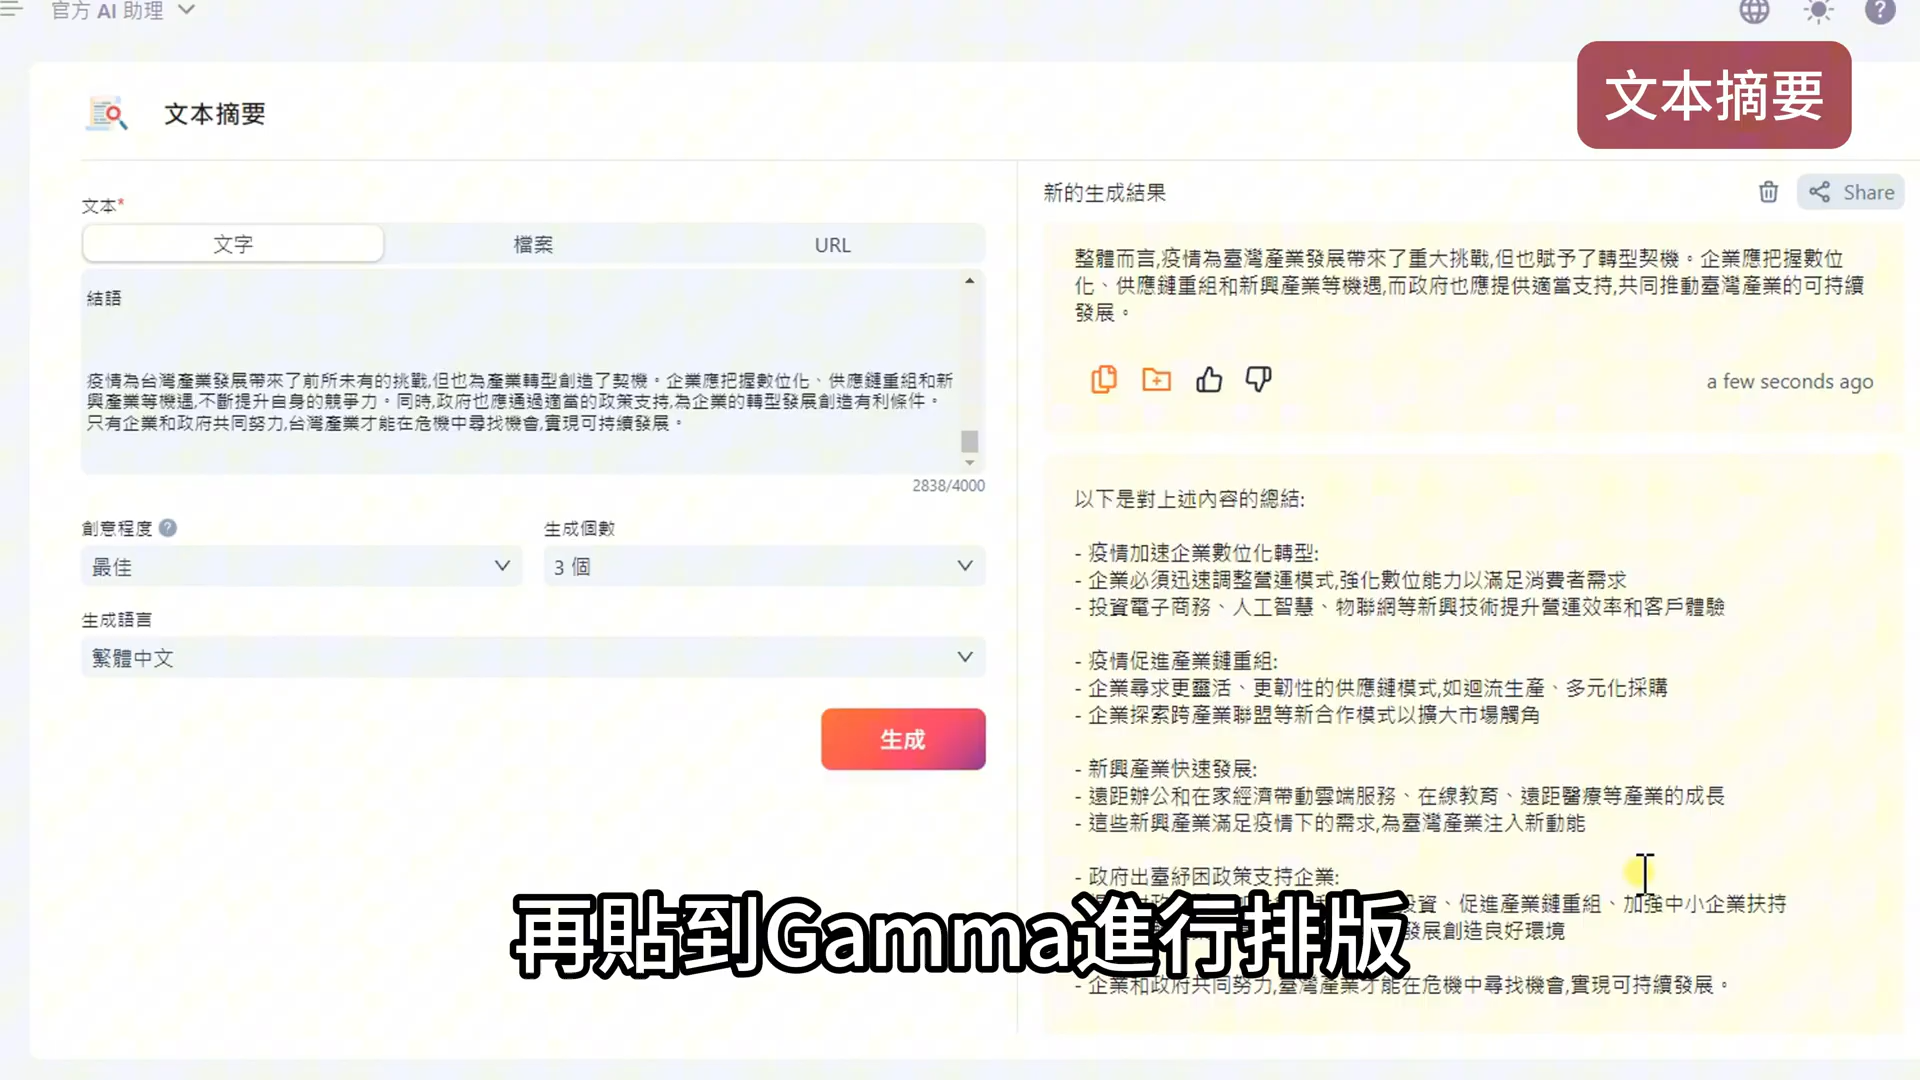 官方 AI 助理
文本摘要
文本摘要
文本*
文字
檔案
URL
結語
疫情為台灣產業發展帶來了前所未有的挑戰,但也為產業轉型創造了契機。企業應把握數位化、供應鏈重組和新
興產業等機遇,不斷提升自身的競爭力。同時,政府也應通過適當的政策支持,為企業的轉型發展創造有利條件。
只有企業和政府共同努力,台灣產業才能在危機中尋找機會,實現可持續發展。
2838/4000
創意程度 ?
生成個數
最佳
3 個
生成語言
繁體中文
生成
新的生成結果
Share
整體而言,疫情為臺灣產業發展帶來了重大挑戰,但也賦予了轉型契機。企業應把握數位
化、供應鏈重組和新興產業等機遇,而政府也應提供適當支持,共同推動臺灣產業的可持續
發展。
a few seconds ago
以下是對上述內容的總結:
- 疫情加速企業數位化轉型:
- 企業必須迅速調整營運模式,強化數位能力以滿足消費者需求
- 投資電子商務、人工智慧、物聯網等新興技術提升營運效率和客戶體驗
- 疫情促進產業鏈重組:
- 企業尋求更靈活、更韌性的供應鏈模式,如迴流生產、多元化採購
- 企業探索跨產業聯盟等新合作模式以擴大市場觸角
- 新興產業快速發展:
- 遠距辦公和在家經濟帶動雲端服務、在線教育、遠距醫療等產業的成長
- 這些新興產業滿足疫情下的需求,為臺灣產業注入新動能
- 政府出臺紓困政策支持企業:
投資、促進產業鏈重組、加強中小企業扶持
發展創造良好環境
- 企業和政府共同努力,臺灣產業才能在危機中尋找機會,實現可持續發展。
再貼到Gamma進行排版